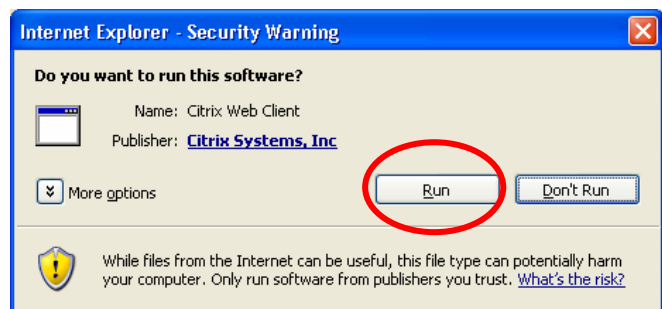 Internet Explorer - Security Warning
Do you want to run this software?
Name: Citrix Web Client
Publisher: Citrix Systems, Inc
More options
Run
Don't Run
While files from the Internet can be useful, this file type can potentially harm
your computer. Only run software from publishers you trust. What's the risk?